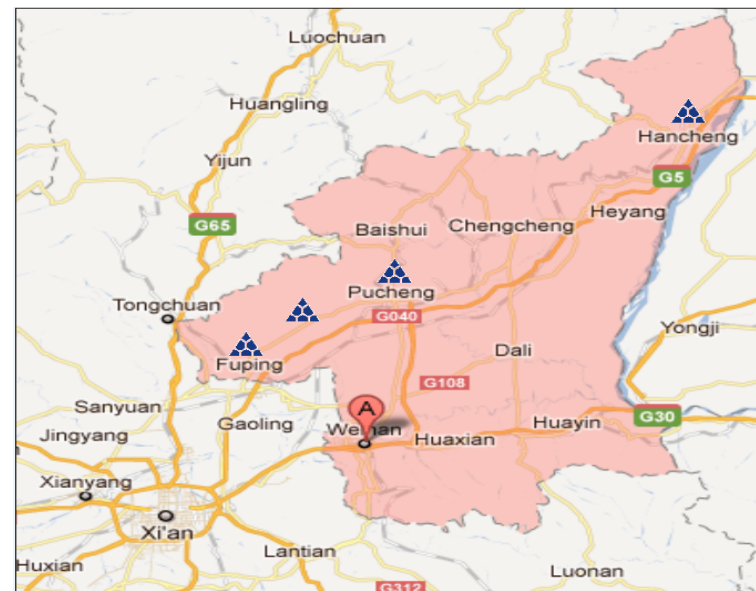 Luochuan
Huangling
Hancheng
Yijun
G5
Heyang
G65
Baishui
Chengcheng
Pucheng
Tongchuan
G040
Yongji
Fuping
Dali
G108
Sanyuan
A
Gaoling
Huayin
G30
Jingyang
Weinan
Huaxian
Xianyang
Xi'an
Lantian
Huxian
Luonan
G312